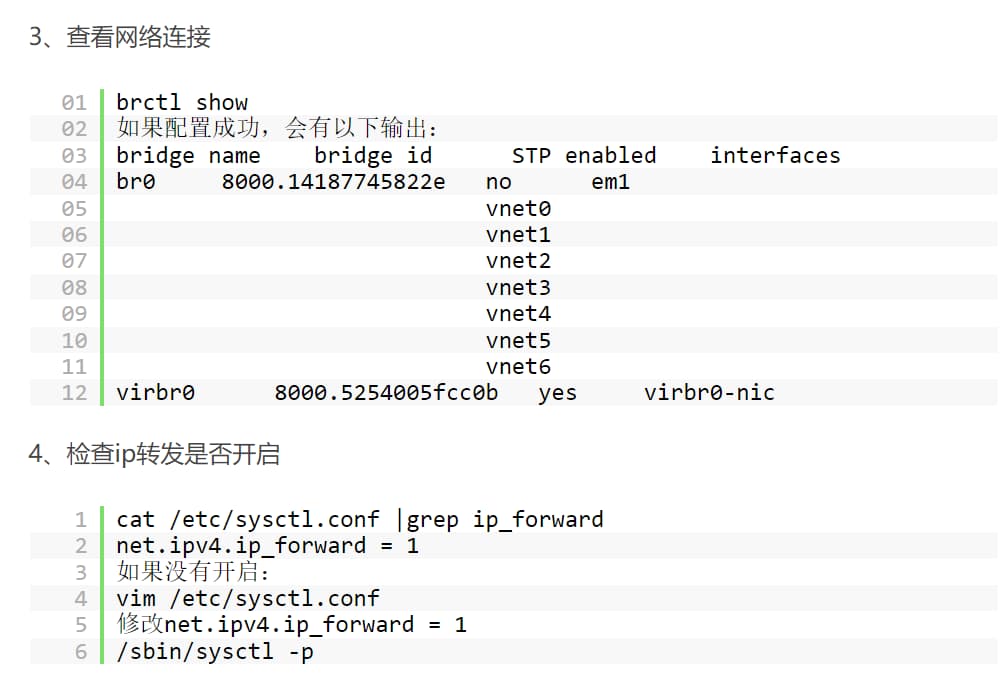 3、查看网络连接
01 brctl show
02 如果配置成功，会有以下输出：
03 bridge name    bridge id      STP enabled    interfaces
04 br0     8000.14187745822e   no      em1
05                             vnet0
06                             vnet1
07                             vnet2
08                             vnet3
09                             vnet4
10                             vnet5
11                             vnet6
12 virbr0      8000.5254005fcc0b   yes     virbr0-nic
4、检查ip转发是否开启
1 cat /etc/sysctl.conf |grep ip_forward
2 net.ipv4.ip_forward = 1
3 如果没有开启：
4 vim /etc/sysctl.conf
5 修改net.ipv4.ip_forward = 1
6 /sbin/sysctl -p